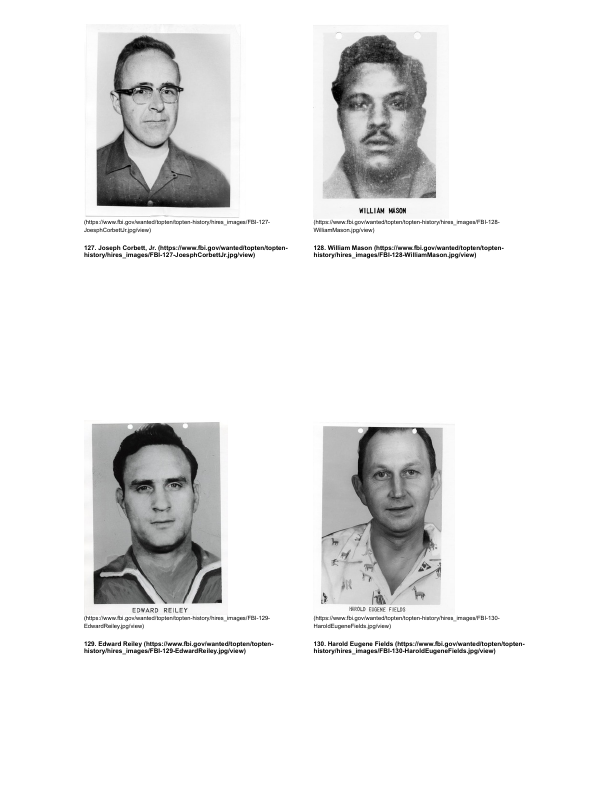 WILLIAM MASON
(https://www.fbi.gov/wanted/topten/topten-history/hires_images/FBI-127-
JoesphCorbettJr.jpg/view)
(https://www.fbi.gov/wanted/topten/topten-history/hires_images/FBI-128-
WilliamMason.jpg/view)
127. Joseph Corbett, Jr. (https://www.fbi.gov/wanted/topten/topten-
history/hires_images/FBI-127-JoesphCorbettJr.jpg/view)
128. William Mason (https://www.fbi.gov/wanted/topten/topten-
history/hires_images/FBI-128-WilliamMason.jpg/view)
EDWARD REILEY
HAROLD EUGENE FIELDS
(https://www.fbi.gov/wanted/topten/topten-history/hires_images/FBI-129-
EdwardReiley.jpg/view)
(https://www.fbi.gov/wanted/topten/topten-history/hires_images/FBI-130-
HaroldEugeneFields.jpg/view)
129. Edward Reiley (https://www.fbi.gov/wanted/topten/topten-
history/hires_images/FBI-129-EdwardReiley.jpg/view)
130. Harold Eugene Fields (https://www.fbi.gov/wanted/topten/topten-
history/hires_images/FBI-130-HaroldEugeneFields.jpg/view)